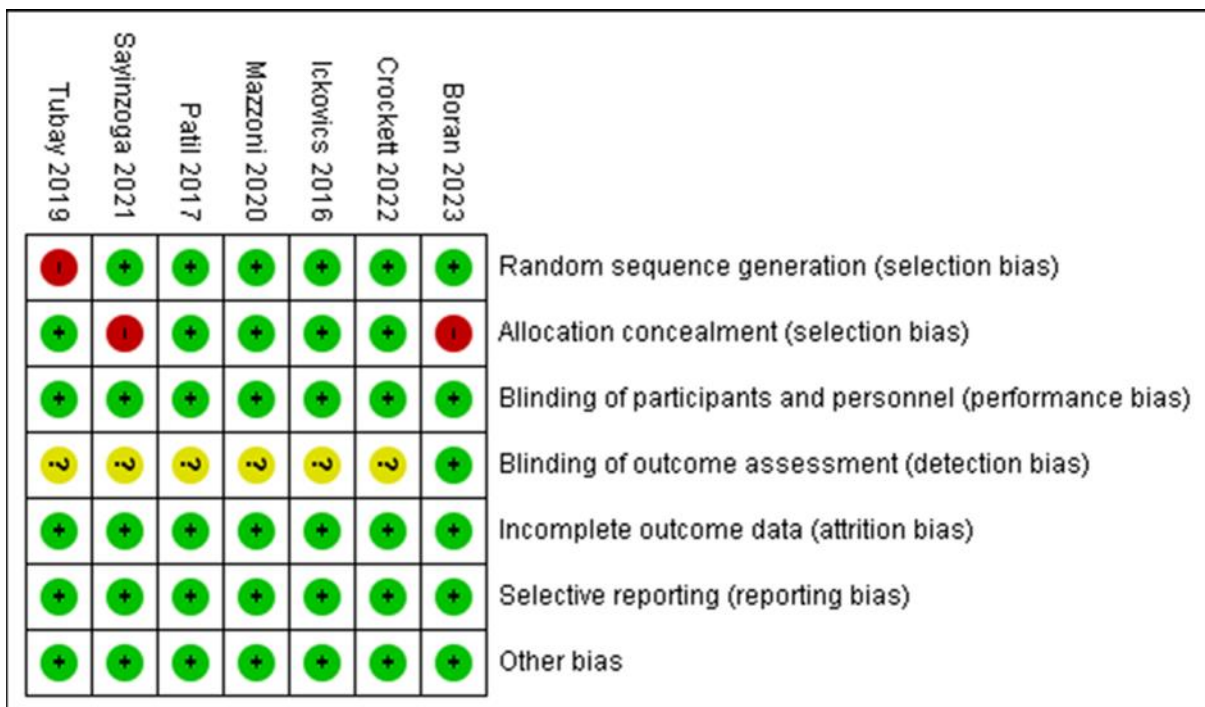 Tubay 2019
Sayinzoga 2021
Patil 2017
Mazzoni 2020
Ickovics 2016
Crockett 2022
Boran 2023
- + + + + + + Random sequence generation (selection bias)
+ - + + + + - Allocation concealment (selection bias)
+ + + + + + + Blinding of participants and personnel (performance bias)
? ? ? ? ? ? + Blinding of outcome assessment (detection bias)
+ + + + + + + Incomplete outcome data (attrition bias)
+ + + + + + + Selective reporting (reporting bias)
+ + + + + + + Other bias